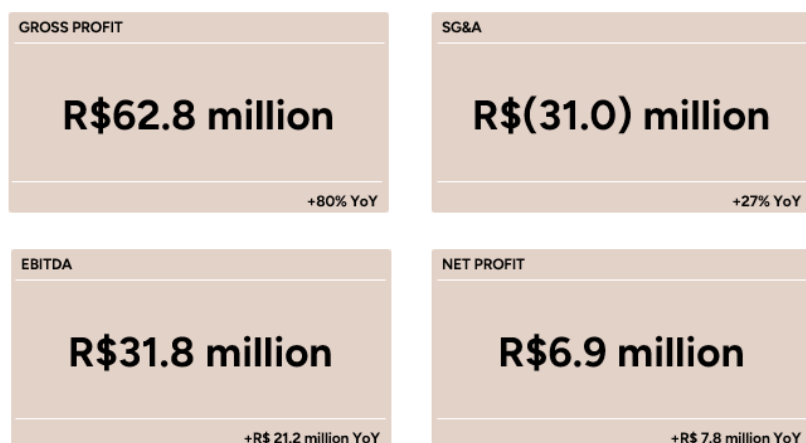 GROSS PROFIT
R$62.8 million
+80% YoY
SG&A
R$(31.0) million
+27% YoY
EBITDA
R$31.8 million
+R$ 21.2 million YoY
NET PROFIT
R$6.9 million
+R$ 7.8 million YoY